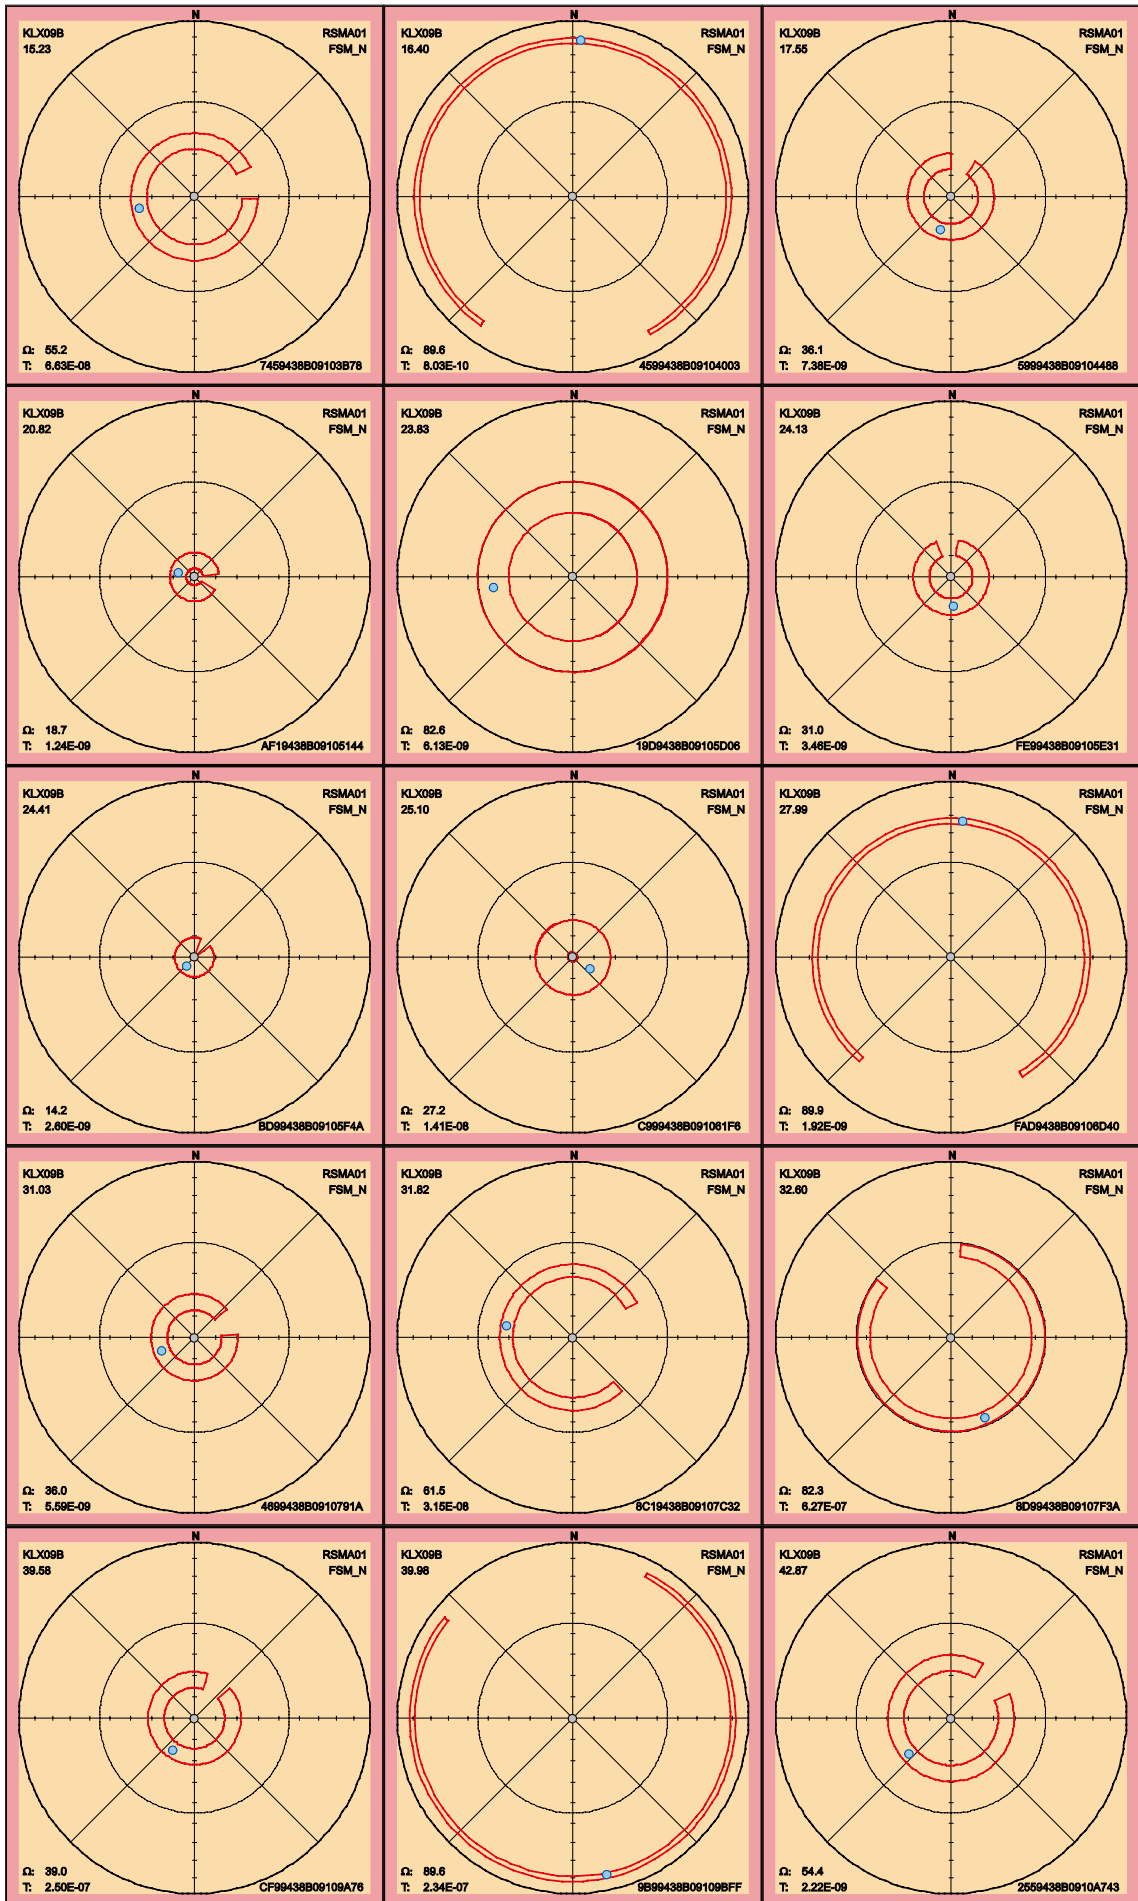 N
KLX09B RSMA01
15.23 FSM_N
Ω: 55.2
T: 6.63E-08 7459438B09103B78
N
KLX09B RSMA01
16.40 FSM_N
Ω: 89.6
T: 8.03E-10 4599438B09104003
N
KLX09B RSMA01
17.55 FSM_N
Ω: 36.1
T: 7.38E-09 5999438B09104488
N
KLX09B RSMA01
20.82 FSM_N
Ω: 18.7
T: 1.24E-09 AF19438B09105144
N
KLX09B RSMA01
23.83 FSM_N
Ω: 82.6
T: 6.13E-09 19D9438B09105D06
N
KLX09B RSMA01
24.13 FSM_N
Ω: 31.0
T: 3.46E-09 FE99438B09105E31
N
KLX09B RSMA01
24.41 FSM_N
Ω: 14.2
T: 2.60E-09 BD99438B09105F4A
N
KLX09B RSMA01
25.10 FSM_N
Ω: 27.2
T: 1.41E-08 C999438B091061F6
N
KLX09B RSMA01
27.99 FSM_N
Ω: 89.9
T: 1.92E-09 FAD9438B09106D40
N
KLX09B RSMA01
31.03 FSM_N
Ω: 36.0
T: 5.59E-09 4699438B0910791A
N
KLX09B RSMA01
31.82 FSM_N
Ω: 61.5
T: 3.15E-08 8C19438B09107C32
N
KLX09B RSMA01
32.60 FSM_N
Ω: 82.3
T: 6.27E-07 8D99438B09107F3A
N
KLX09B RSMA01
39.58 FSM_N
Ω: 39.0
T: 2.50E-07 CF99438B09109A76
N
KLX09B RSMA01
39.98 FSM_N
Ω: 89.6
T: 2.34E-07 9B99438B09109BFF
N
KLX09B RSMA01
42.87 FSM_N
Ω: 54.4
T: 2.22E-09 2559438B0910A743